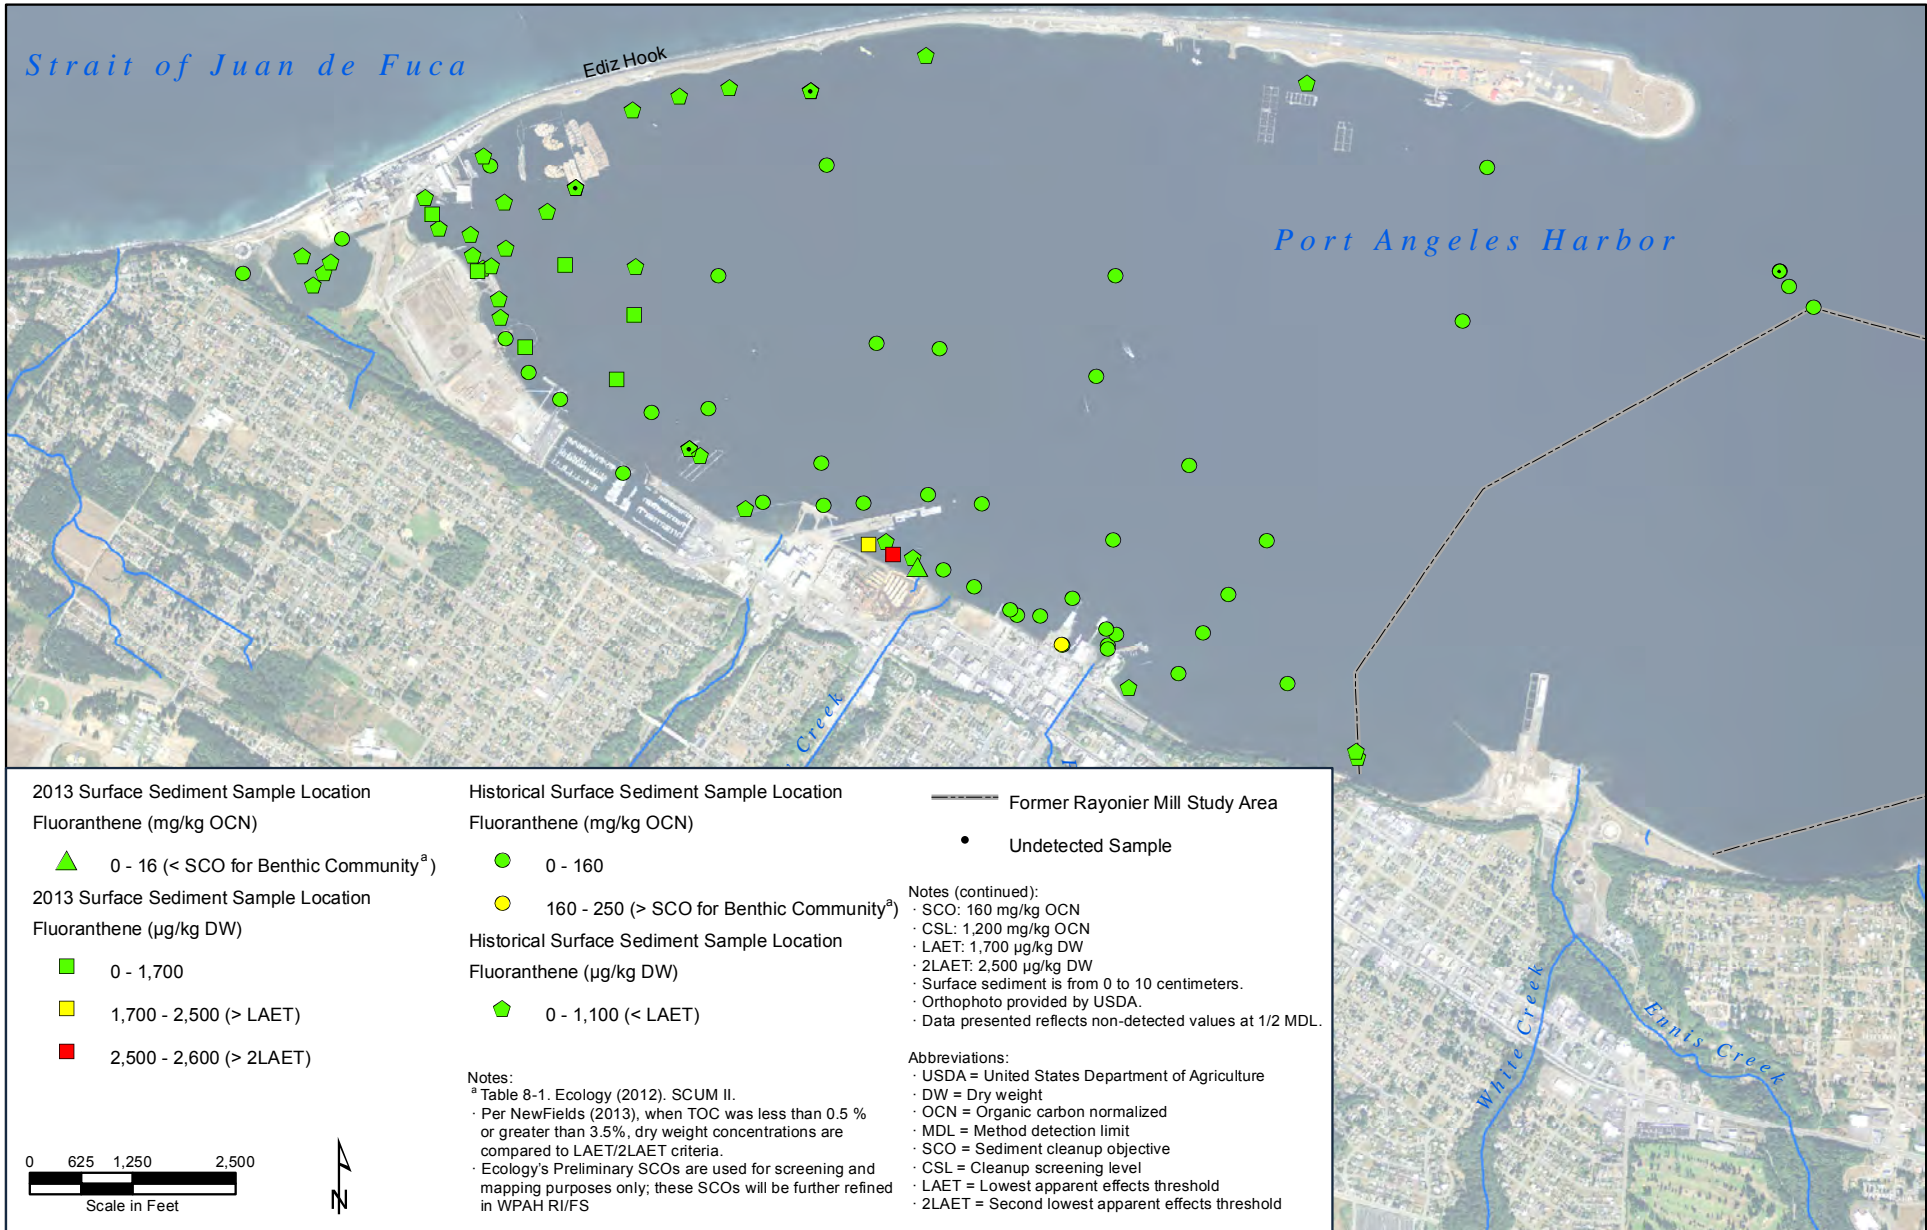 Strait of Juan de Fuca
Ediz Hook
Port Angeles Harbor
Creek
White Creek
Ennis Creek
2013 Surface Sediment Sample Location
Fluoranthene (mg/kg OCN)
0 - 16 (< SCO for Benthic Community a)
2013 Surface Sediment Sample Location
Fluoranthene (µg/kg DW)
0 - 1,700
1,700 - 2,500 (> LAET)
2,500 - 2,600 (> 2LAET)
0 625 1,250 2,500
Scale in Feet
N
Historical Surface Sediment Sample Location
Fluoranthene (mg/kg OCN)
0 - 160
160 - 250 (> SCO for Benthic Community a)
Historical Surface Sediment Sample Location
Fluoranthene (µg/kg DW)
0 - 1,100 (< LAET)
Notes:
a Table 8-1. Ecology (2012). SCUM II.
· Per NewFields (2013), when TOC was less than 0.5 %
or greater than 3.5%, dry weight concentrations are
compared to LAET/2LAET criteria.
· Ecology's Preliminary SCOs are used for screening and
mapping purposes only; these SCOs will be further refined
in WPAH RI/FS
Former Rayonier Mill Study Area
Undetected Sample
Notes (continued):
· SCO: 160 mg/kg OCN
· CSL: 1,200 mg/kg OCN
· LAET: 1,700 µg/kg DW
· 2LAET: 2,500 µg/kg DW
· Surface sediment is from 0 to 10 centimeters.
· Orthophoto provided by USDA.
· Data presented reflects non-detected values at 1/2 MDL.
Abbreviations:
· USDA = United States Department of Agriculture
· DW = Dry weight
· OCN = Organic carbon normalized
· MDL = Method detection limit
· SCO = Sediment cleanup objective
· CSL = Cleanup screening level
· LAET = Lowest apparent effects threshold
· 2LAET = Second lowest apparent effects threshold